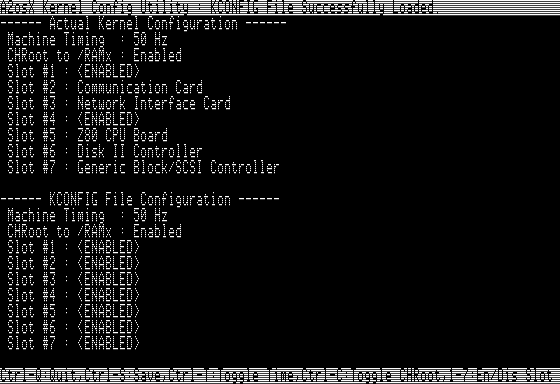 A2osX Kernel Config Utility : KCONFIG File Successfully Loaded
------ Actual Kernel Configuration ------
Machine Timing : 50 Hz
CHRoot to /RAMx : Enabled
Slot #1 : <ENABLED>
Slot #2 : Communication Card
Slot #3 : Network Interface Card
Slot #4 : <ENABLED>
Slot #5 : Z80 CPU Board
Slot #6 : Disk II Controller
Slot #7 : Generic Block/SCSI Controller
------ KCONFIG File Configuration ------
Machine Timing : 50 Hz
CHRoot to /RAMx : Enabled
Slot #1 : <ENABLED>
Slot #2 : <ENABLED>
Slot #3 : <ENABLED>
Slot #4 : <ENABLED>
Slot #5 : <ENABLED>
Slot #6 : <ENABLED>
Slot #7 : <ENABLED>
Ctrl-Q Quit,Ctrl-S Save,Ctrl-T Toggle Time,Ctrl-C Toggle CHRoot,1-7 En/Dis Slot